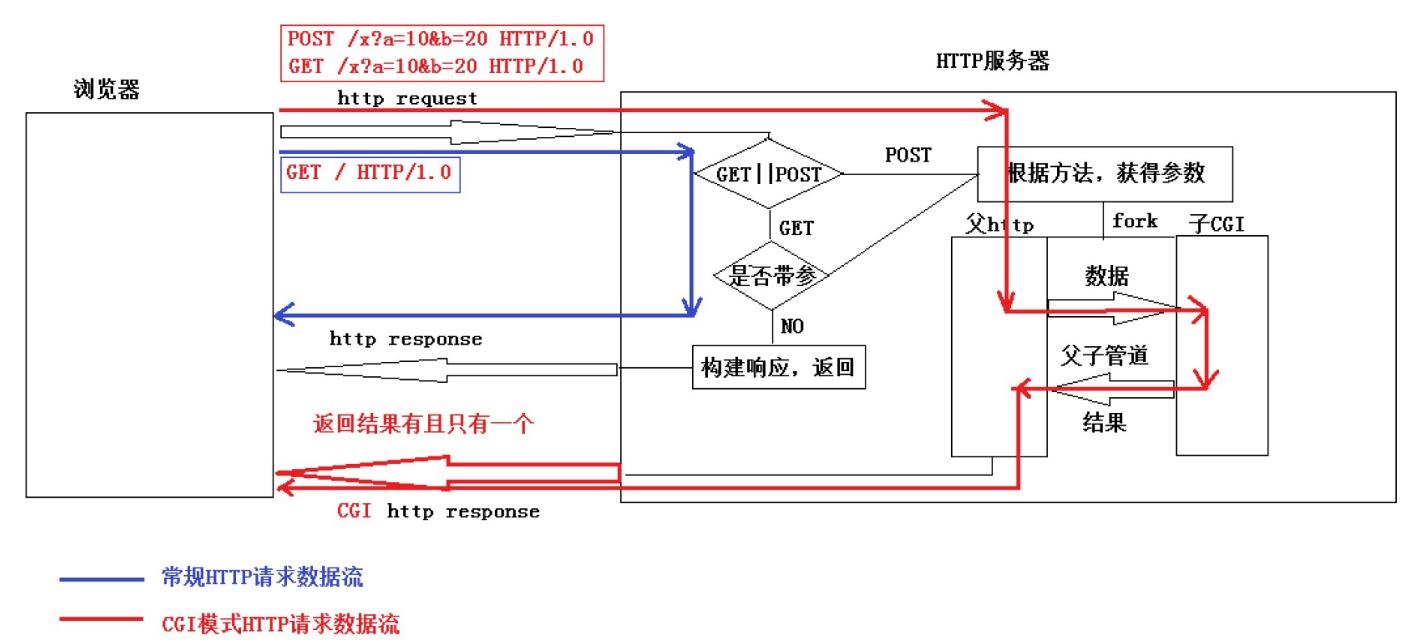 POST /x?a=10&b=20 HTTP/1.0
GET /x?a=10&b=20 HTTP/1.0
HTTP服务器
浏览器
http request
GET / HTTP/1.0
GET||POST
POST
根据方法，获得参数
GET
父http
fork
子CGI
是否带参
数据
NO
http response
父子管道
构建响应，返回
结果
返回结果有且只有一个
CGI http response
常规HTTP请求数据流
CGI模式HTTP请求数据流